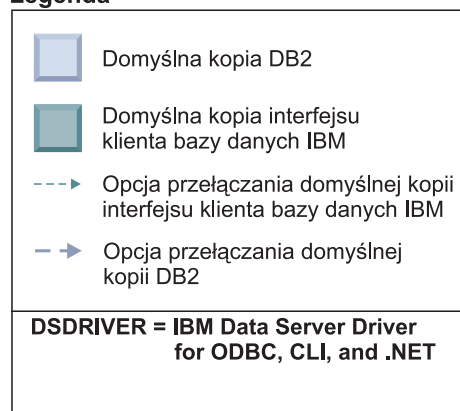 Legenda
Domyślna kopia DB2
Domyślna kopia interfejsu
klienta bazy danych IBM
Opcja przełączania domyślnej kopii
interfejsu klienta bazy danych IBM
Opcja przełączania domyślnej
kopii DB2
DSDRIVER = IBM Data Server Driver
for ODBC, CLI, and .NET